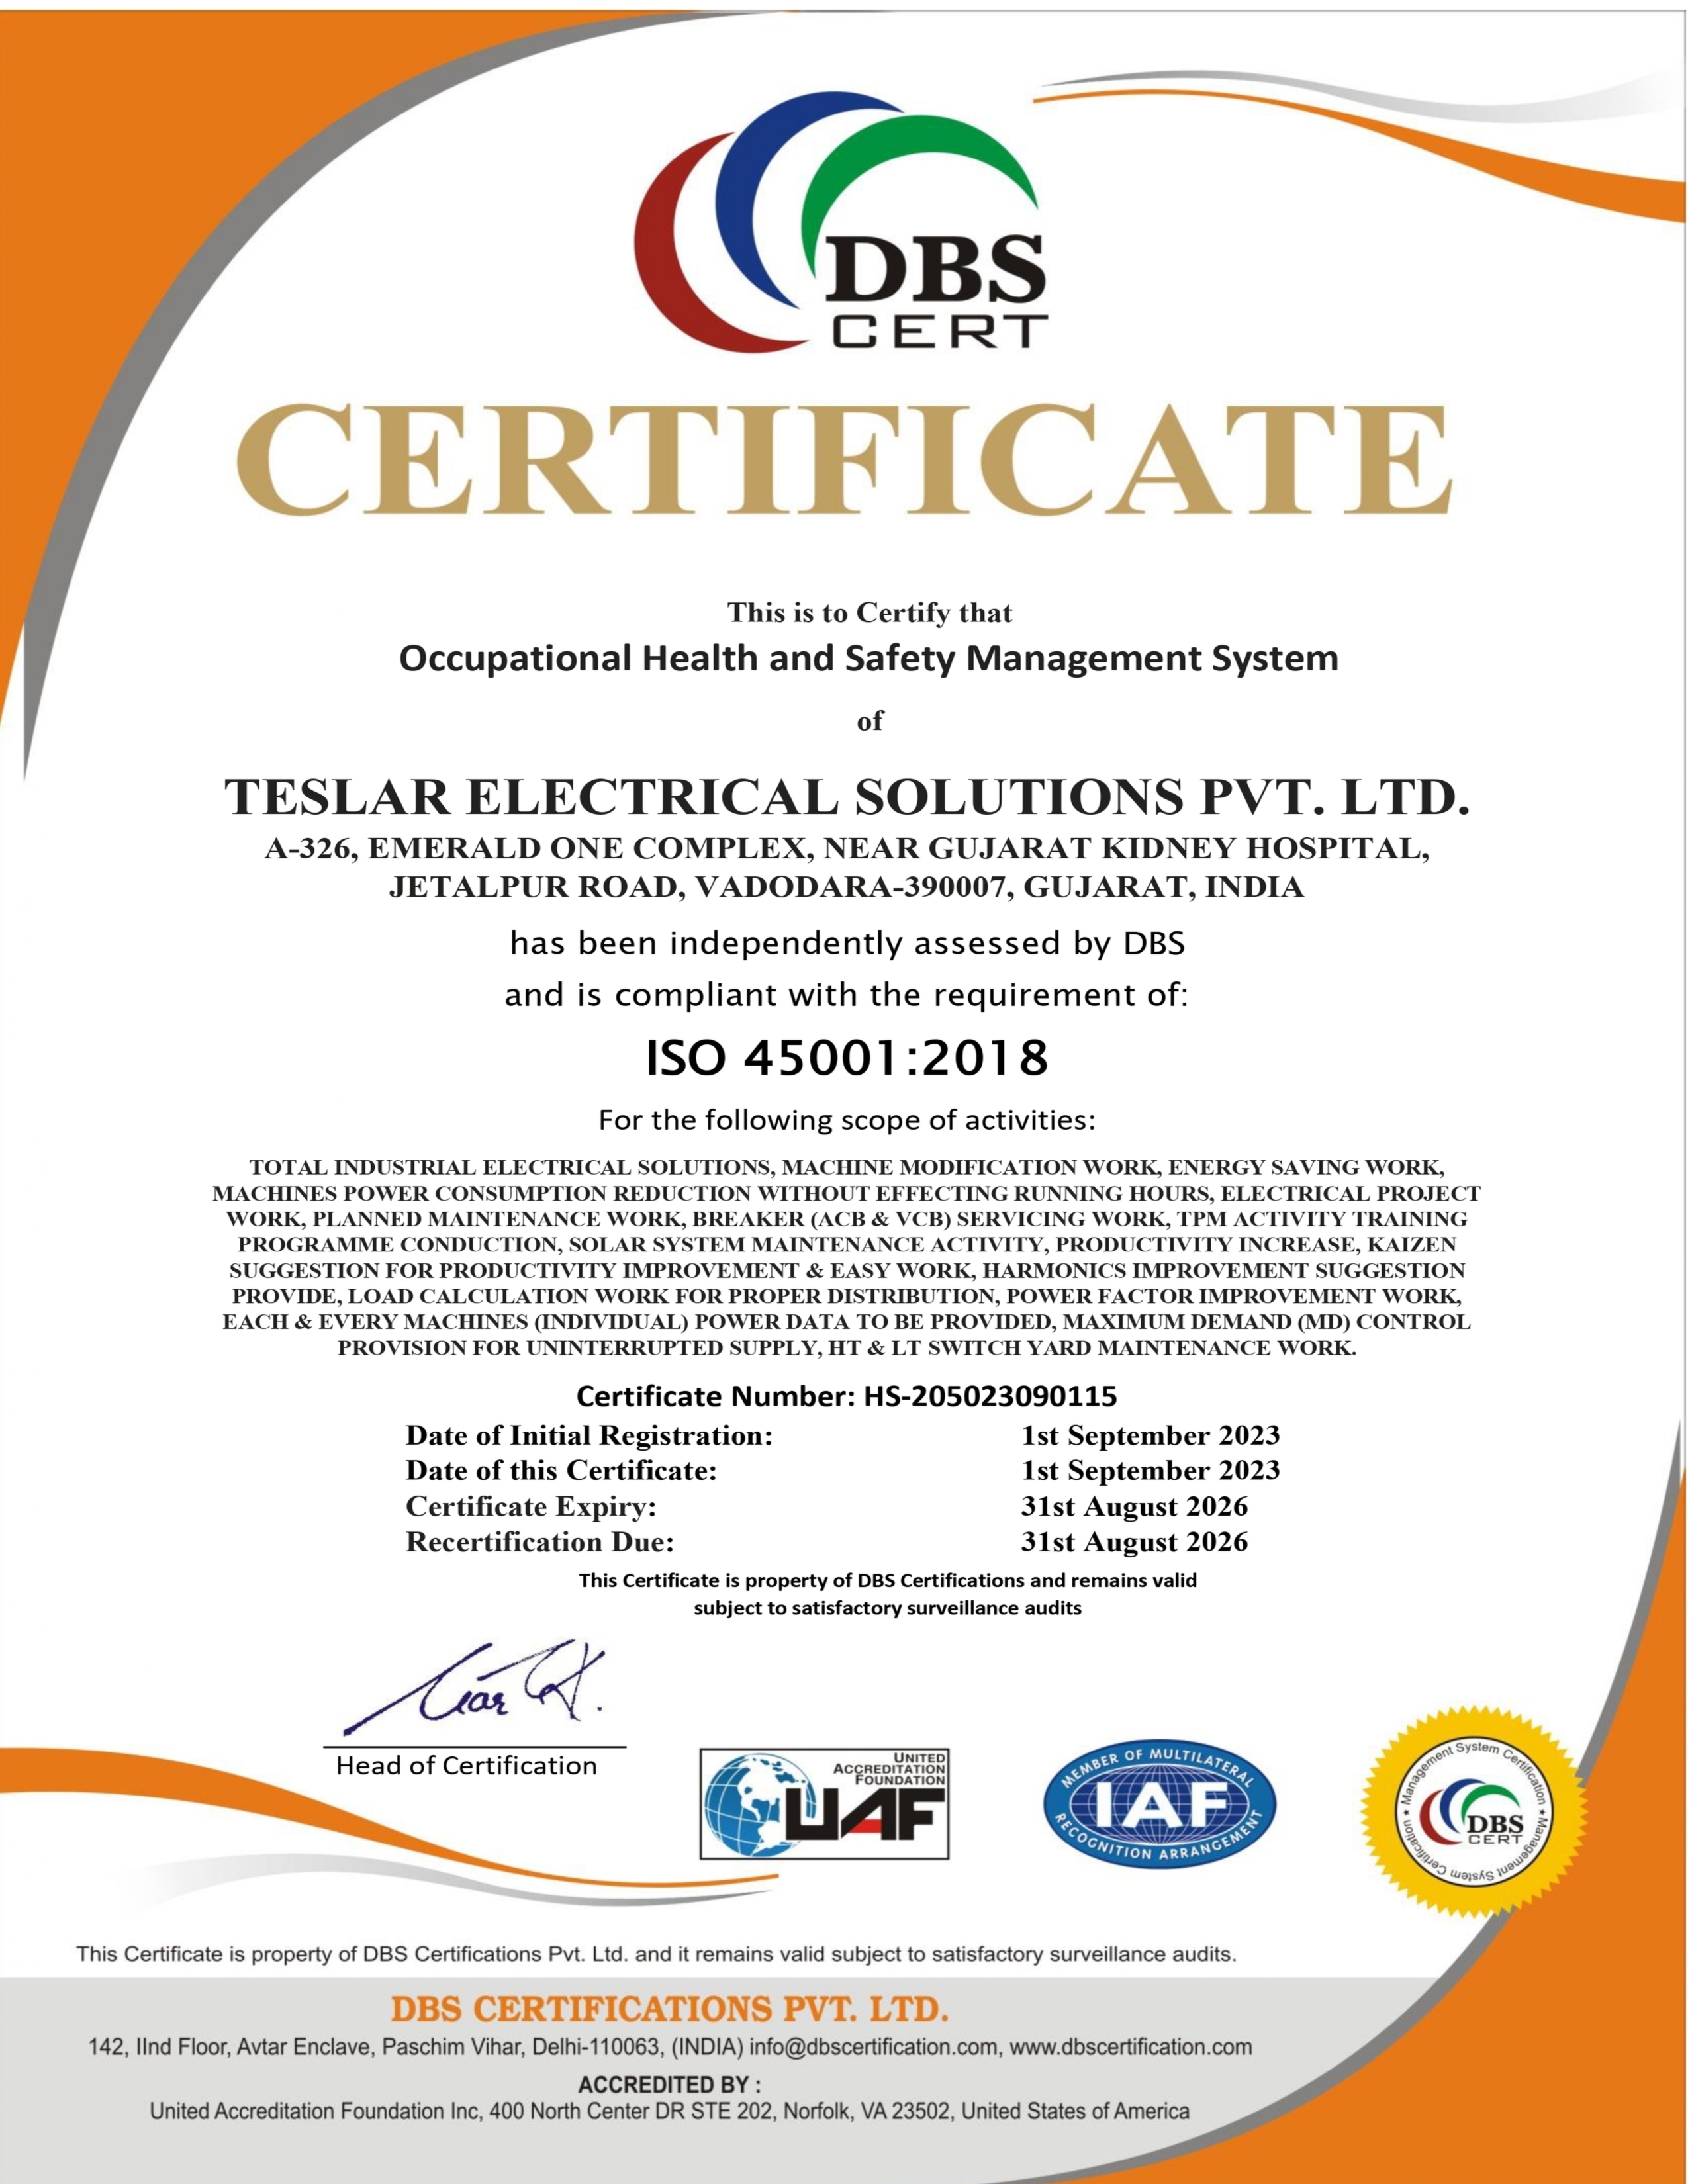 DBS
CERT
CERTIFICATE
This is to Certify that
Occupational Health and Safety Management System
of
TESLAR ELECTRICAL SOLUTIONS PVT. LTD.
A-326, EMERALD ONE COMPLEX, NEAR GUJARAT KIDNEY HOSPITAL,
JETALPUR ROAD, VADODARA-390007, GUJARAT, INDIA
has been independently assessed by DBS
and is compliant with the requirement of:
ISO 45001:2018
For the following scope of activities:
TOTAL INDUSTRIAL ELECTRICAL SOLUTIONS, MACHINE MODIFICATION WORK, ENERGY SAVING WORK,
MACHINES POWER CONSUMPTION REDUCTION WITHOUT EFFECTING RUNNING HOURS, ELECTRICAL PROJECT
WORK, PLANNED MAINTENANCE WORK, BREAKER (ACB & VCB) SERVICING WORK, TPM ACTIVITY TRAINING
PROGRAMME CONDUCTION, SOLAR SYSTEM MAINTENANCE ACTIVITY, PRODUCTIVITY INCREASE, KAIZEN
SUGGESTION FOR PRODUCTIVITY IMPROVEMENT & EASY WORK, HARMONICS IMPROVEMENT SUGGESTION
PROVIDE, LOAD CALCULATION WORK FOR PROPER DISTRIBUTION, POWER FACTOR IMPROVEMENT WORK,
EACH & EVERY MACHINES (INDIVIDUAL) POWER DATA TO BE PROVIDED, MAXIMUM DEMAND (MD) CONTROL
PROVISION FOR UNINTERRUPTED SUPPLY, HT & LT SWITCH YARD MAINTENANCE WORK.
Certificate Number: HS-205023090115
Date of Initial Registration: 1st September 2023
Date of this Certificate: 1st September 2023
Certificate Expiry: 31st August 2026
Recertification Due: 31st August 2026
This Certificate is property of DBS Certifications and remains valid
subject to satisfactory surveillance audits
Head of Certification
UNITED
ACCREDITATION
FOUNDATION
UAF
MEMBER OF MULTILATERAL
IAF
RECOGNITION ARRANGEMENT
Management System Certification
DBS
CERT
Management System Certification
This Certificate is property of DBS Certifications Pvt. Ltd. and it remains valid subject to satisfactory surveillance audits.
DBS CERTIFICATIONS PVT. LTD.
142, IInd Floor, Avtar Enclave, Paschim Vihar, Delhi-110063, (INDIA) info@dbscertification.com, www.dbscertification.com
ACCREDITED BY :
United Accreditation Foundation Inc, 400 North Center DR STE 202, Norfolk, VA 23502, United States of America